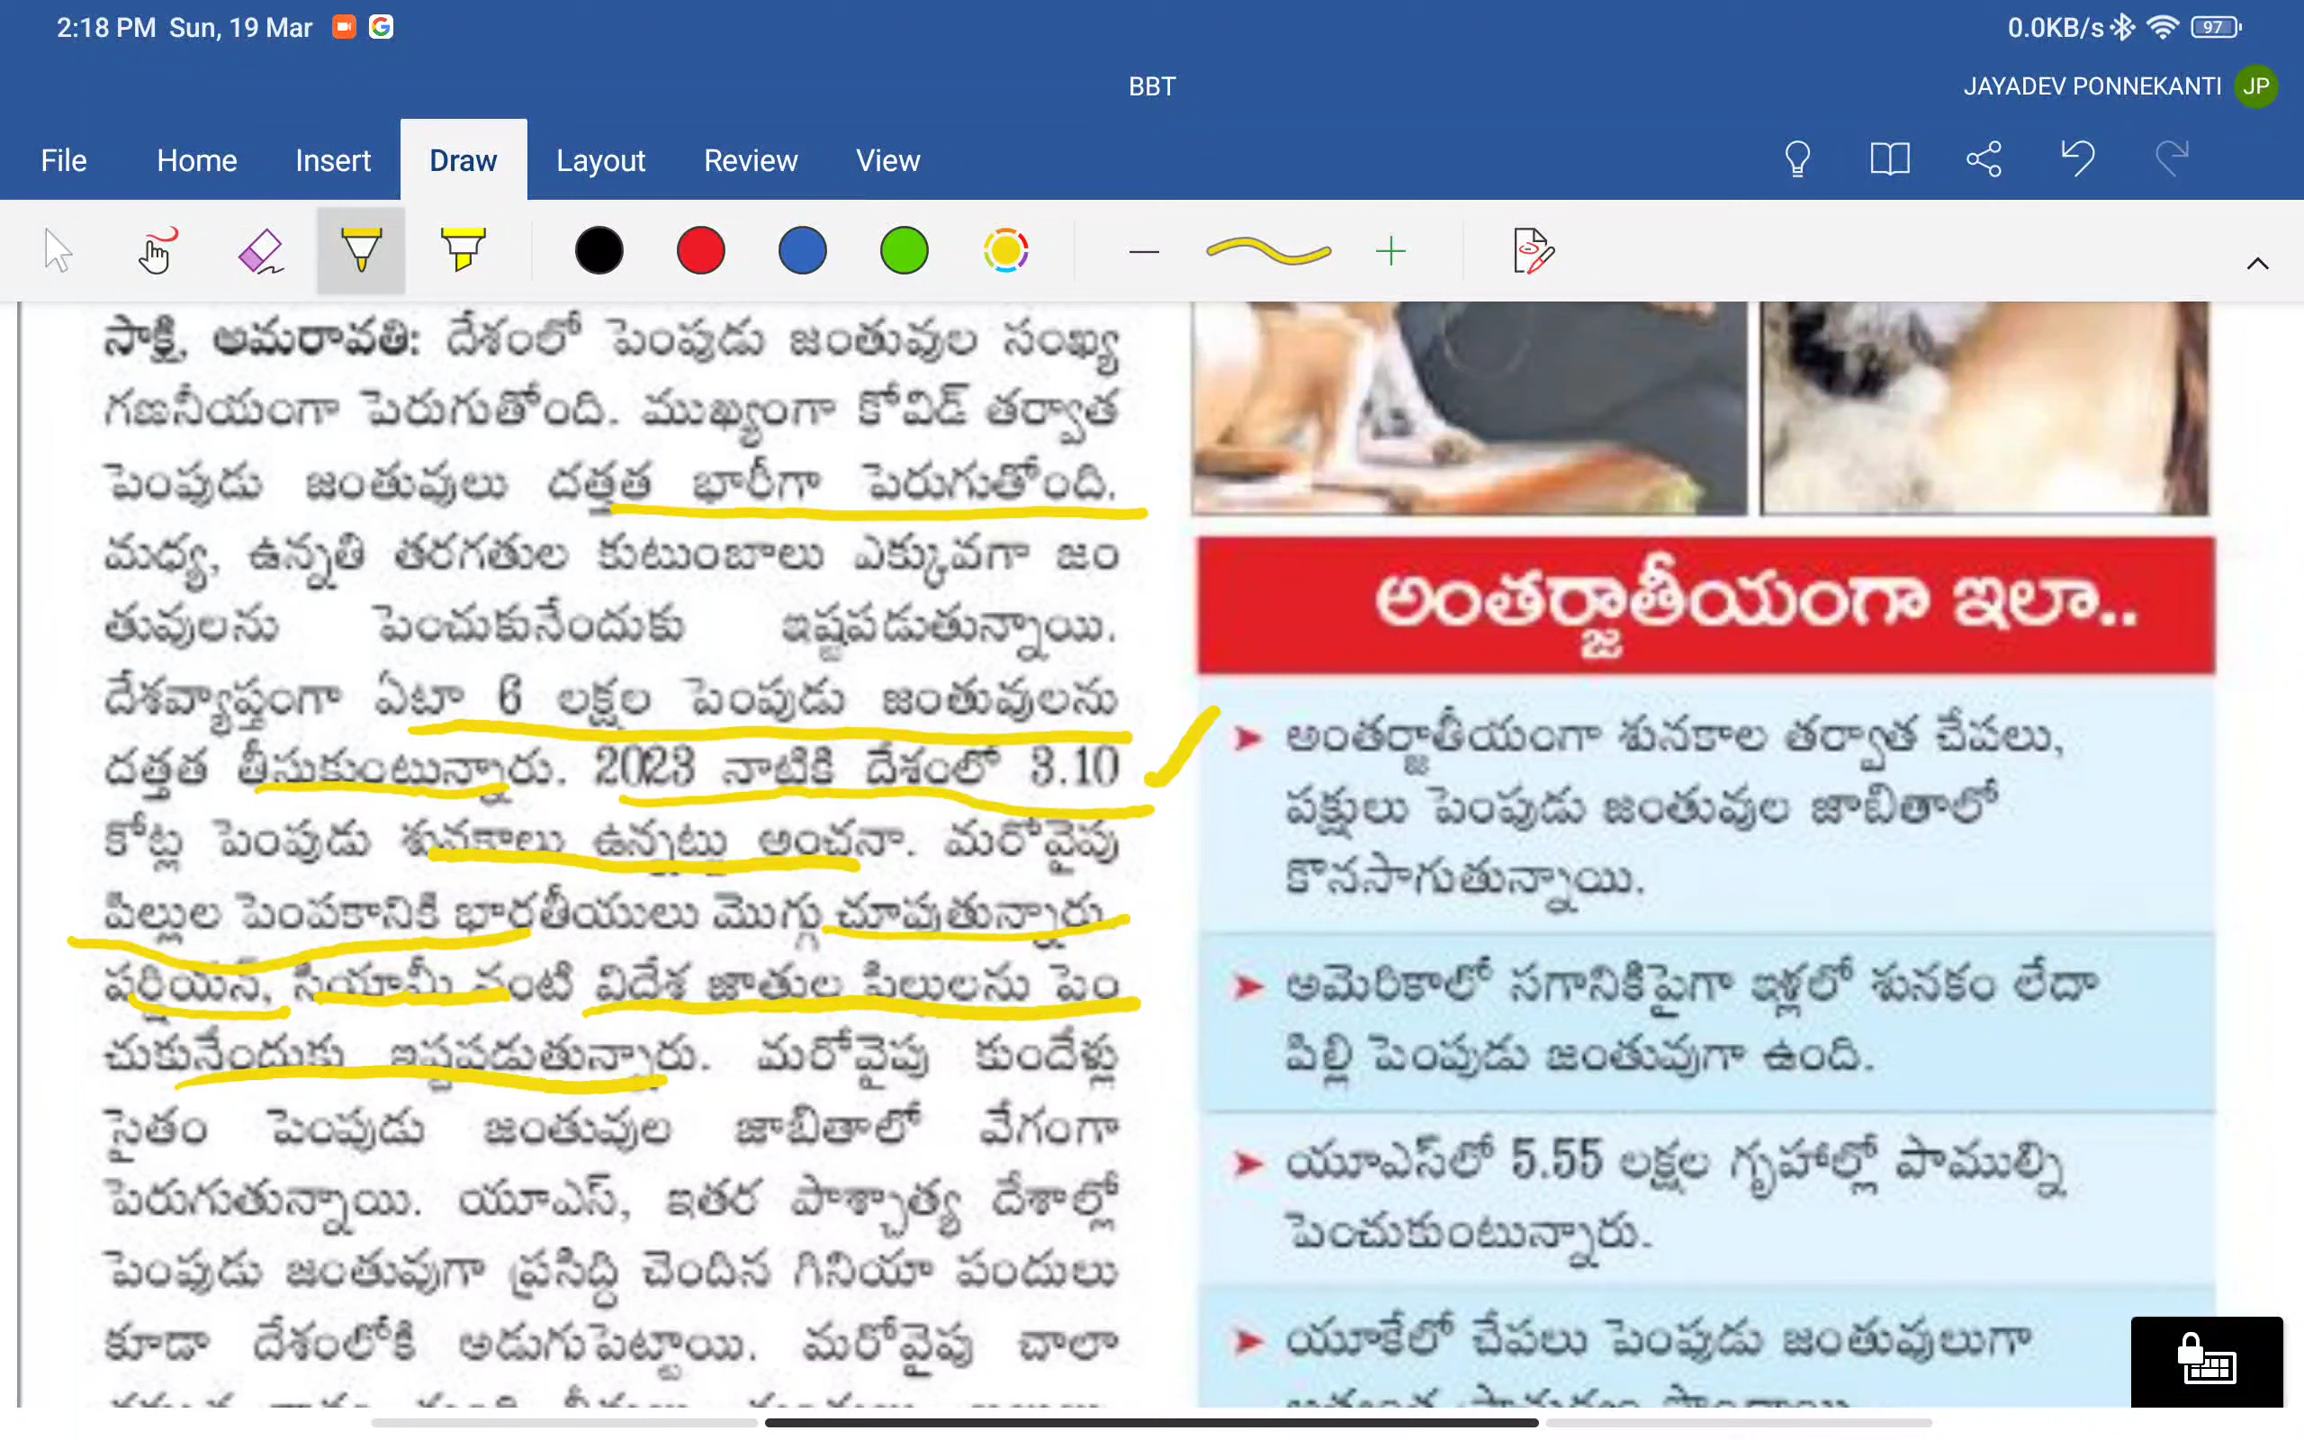 2:18 PM Sun, 19 Mar
0.0KB/s 97
BBT
JAYADEV PONNEKANTI JP
File Home Insert Draw Layout Review View
సాక్షి, అమరావతి: దేశంలో పెంపుడు జంతువుల సంఖ్య
గణనీయంగా పెరుగుతోంది. ముఖ్యంగా కోవిడ్ తర్వాత
పెంపుడు జంతువులు దత్తత భారీగా పెరుగుతోంది.
మధ్య, ఉన్నతి తరగతుల కుటుంబాలు ఎక్కువగా జం
తువులను పెంచుకునేందుకు ఇష్టపడుతున్నాయి.
దేశవ్యాప్తంగా ఏటా 6 లక్షల పెంపుడు జంతువులను
దత్తత తీసుకుంటున్నారు. 2023 నాటికి దేశంలో 3.10
కోట్ల పెంపుడు శునకాలు ఉన్నట్టు అంచనా. మరోవైపు
పిల్లుల పెంపకానికి భారతీయులు మొగ్గు చూపుతున్నారు.
పర్షియన్, సియామీ వంటి విదేశ జాతుల పిల్లులను పెం
చుకునేందుకు ఇష్టపడుతున్నారు. మరోవైపు కుందేళ్లు
సైతం పెంపుడు జంతువుల జాబితాలో వేగంగా
పెరుగుతున్నాయి. యూఎస్, ఇతర పాశ్చాత్య దేశాల్లో
పెంపుడు జంతువుగా ప్రసిద్ధి చెందిన గినియా పందులు
కూడా దేశంలోకి అడుగుపెట్టాయి. మరోవైపు చాలా
అంతర్జాతీయంగా ఇలా..
అంతర్జాతీయంగా శునకాల తర్వాత చేపలు,
పక్షులు పెంపుడు జంతువుల జాబితాలో
కొనసాగుతున్నాయి.
అమెరికాలో సగానికిపైగా ఇళ్లలో శునకం లేదా
పిల్లి పెంపుడు జంతువుగా ఉంది.
యూఎస్‌లో 5.55 లక్షల గృహాల్లో పాముల్ని
పెంచుకుంటున్నారు.
యూకేలో చేపలు పెంపుడు జంతువులుగా